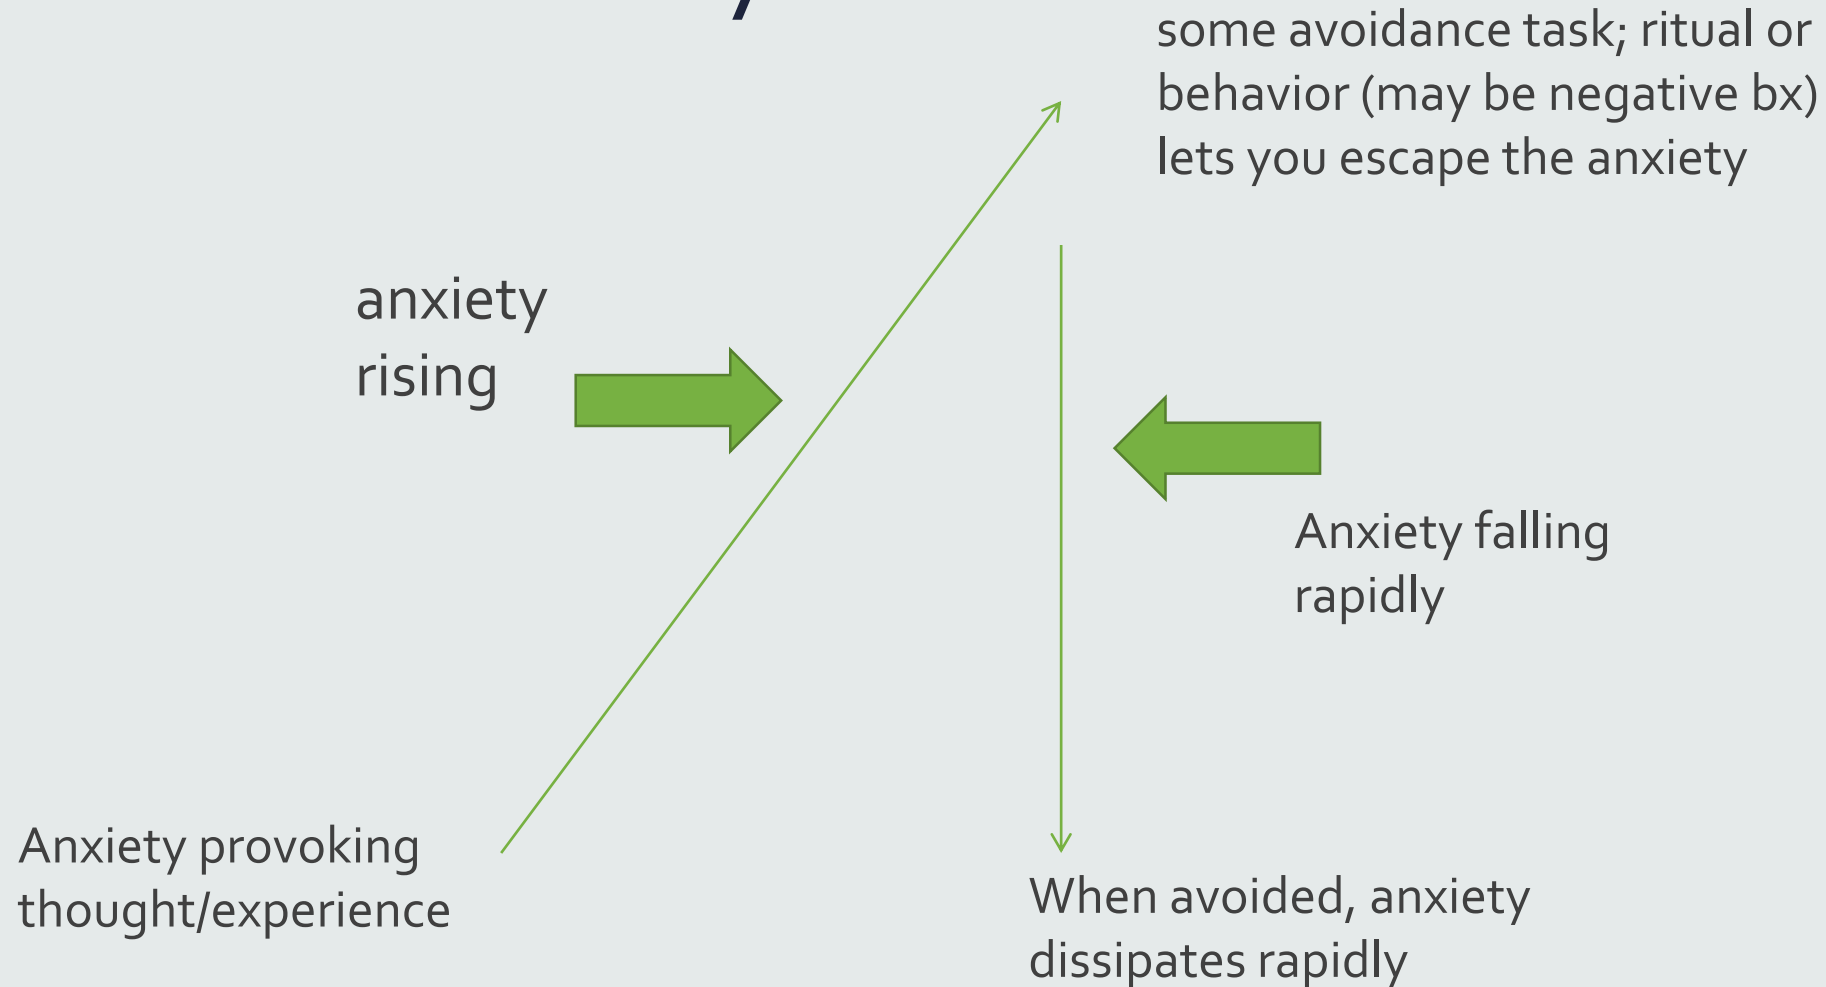 some avoidance task; ritual or
behavior (may be negative bx)
lets you escape the anxiety
anxiety
rising
Anxiety falling
rapidly
Anxiety provoking
thought/experience
When avoided, anxiety
dissipates rapidly